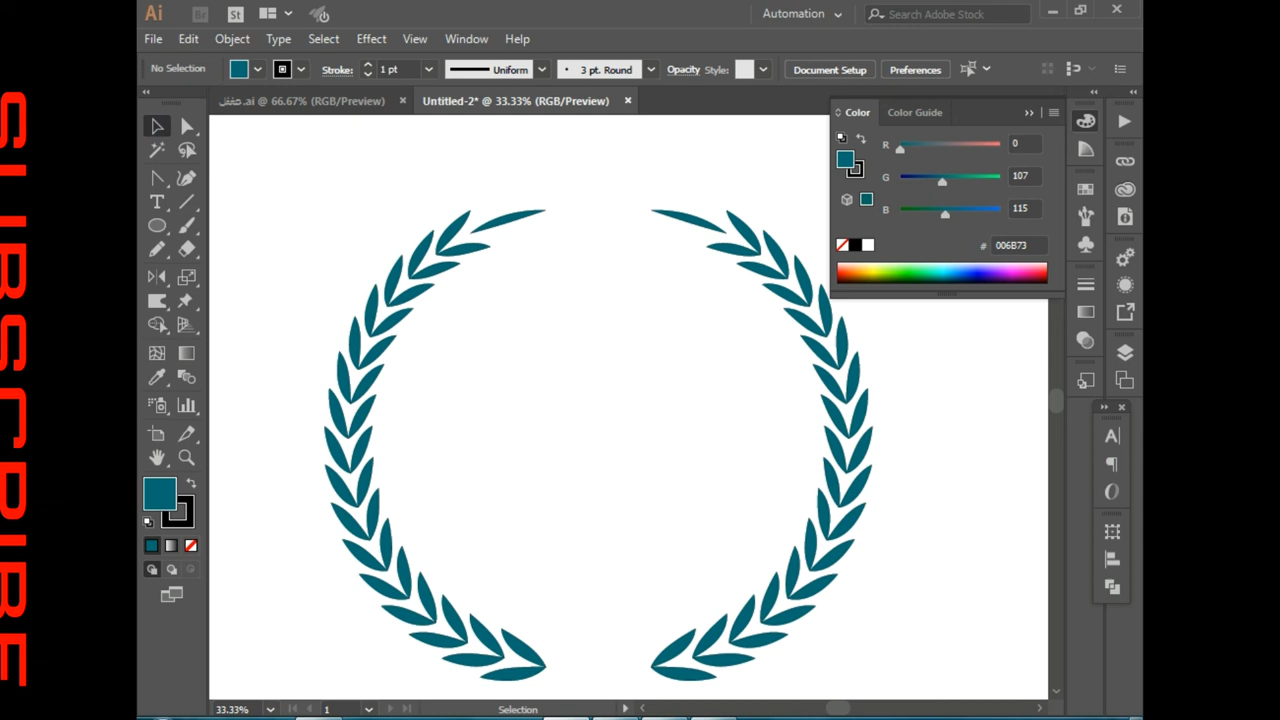 SUBSCRIBE
Ai
Br
St
Automation
Search Adobe Stock
File Edit Object Type Select Effect View Window Help
No Selection
Stroke: 1 pt
Uniform
3 pt. Round
Opacity Style:
Document Setup
Preferences
.ai @ 66.67% (RGB/Preview)
Untitled-2* @ 33.33% (RGB/Preview)
Color
Color Guide
R 0
G 107
B 115
# 006B73
33.33%
1
Selection